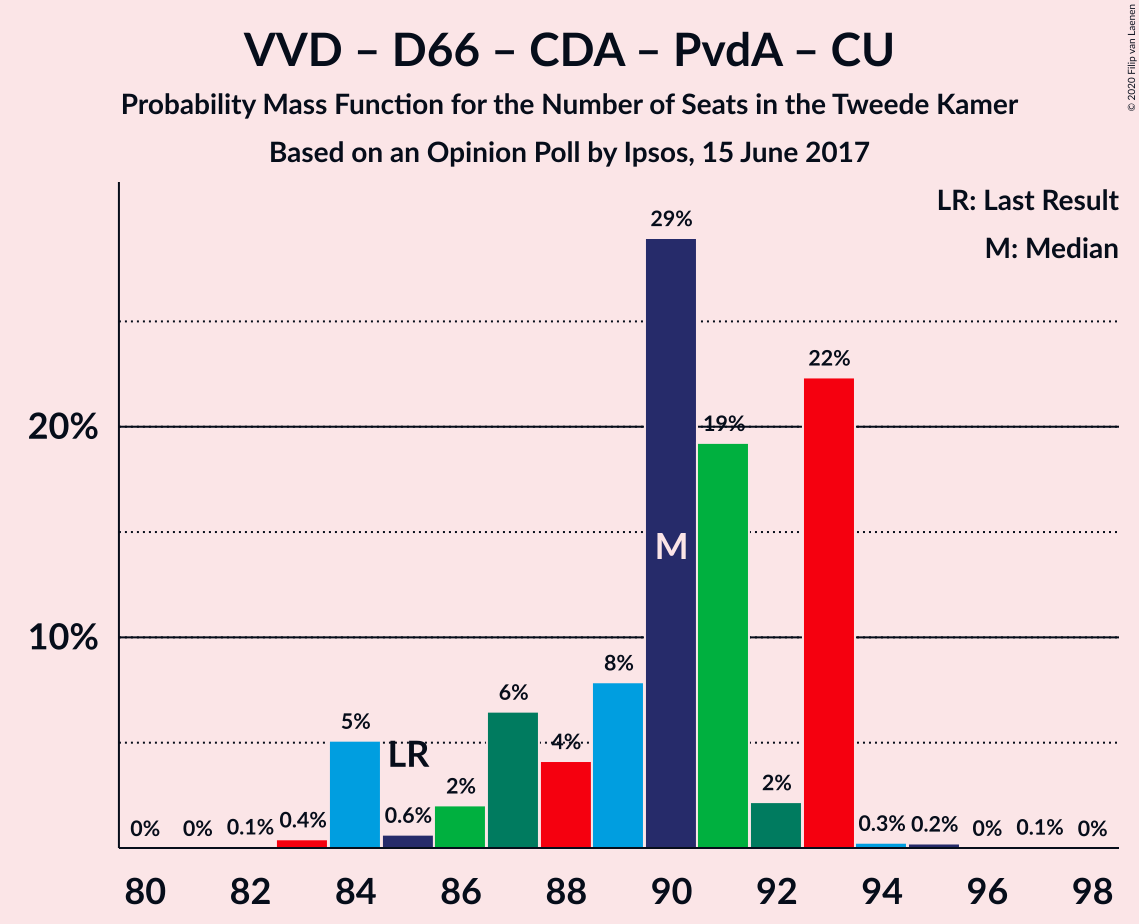 VVD – D66 – CDA – PvdA – CU
Probability Mass Function for the Number of Seats in the Tweede Kamer
Based on an Opinion Poll by Ipsos, 15 June 2017
© 2020 Filip van Laenen
LR: Last Result
M: Median
20%
10%
0%
0%
0.1%
0.4%
5%
LR
0.6%
2%
6%
4%
8%
29%
M
19%
2%
22%
0.3%
0.2%
0%
0.1%
0%
80 82 84 86 88 90 92 94 96 98